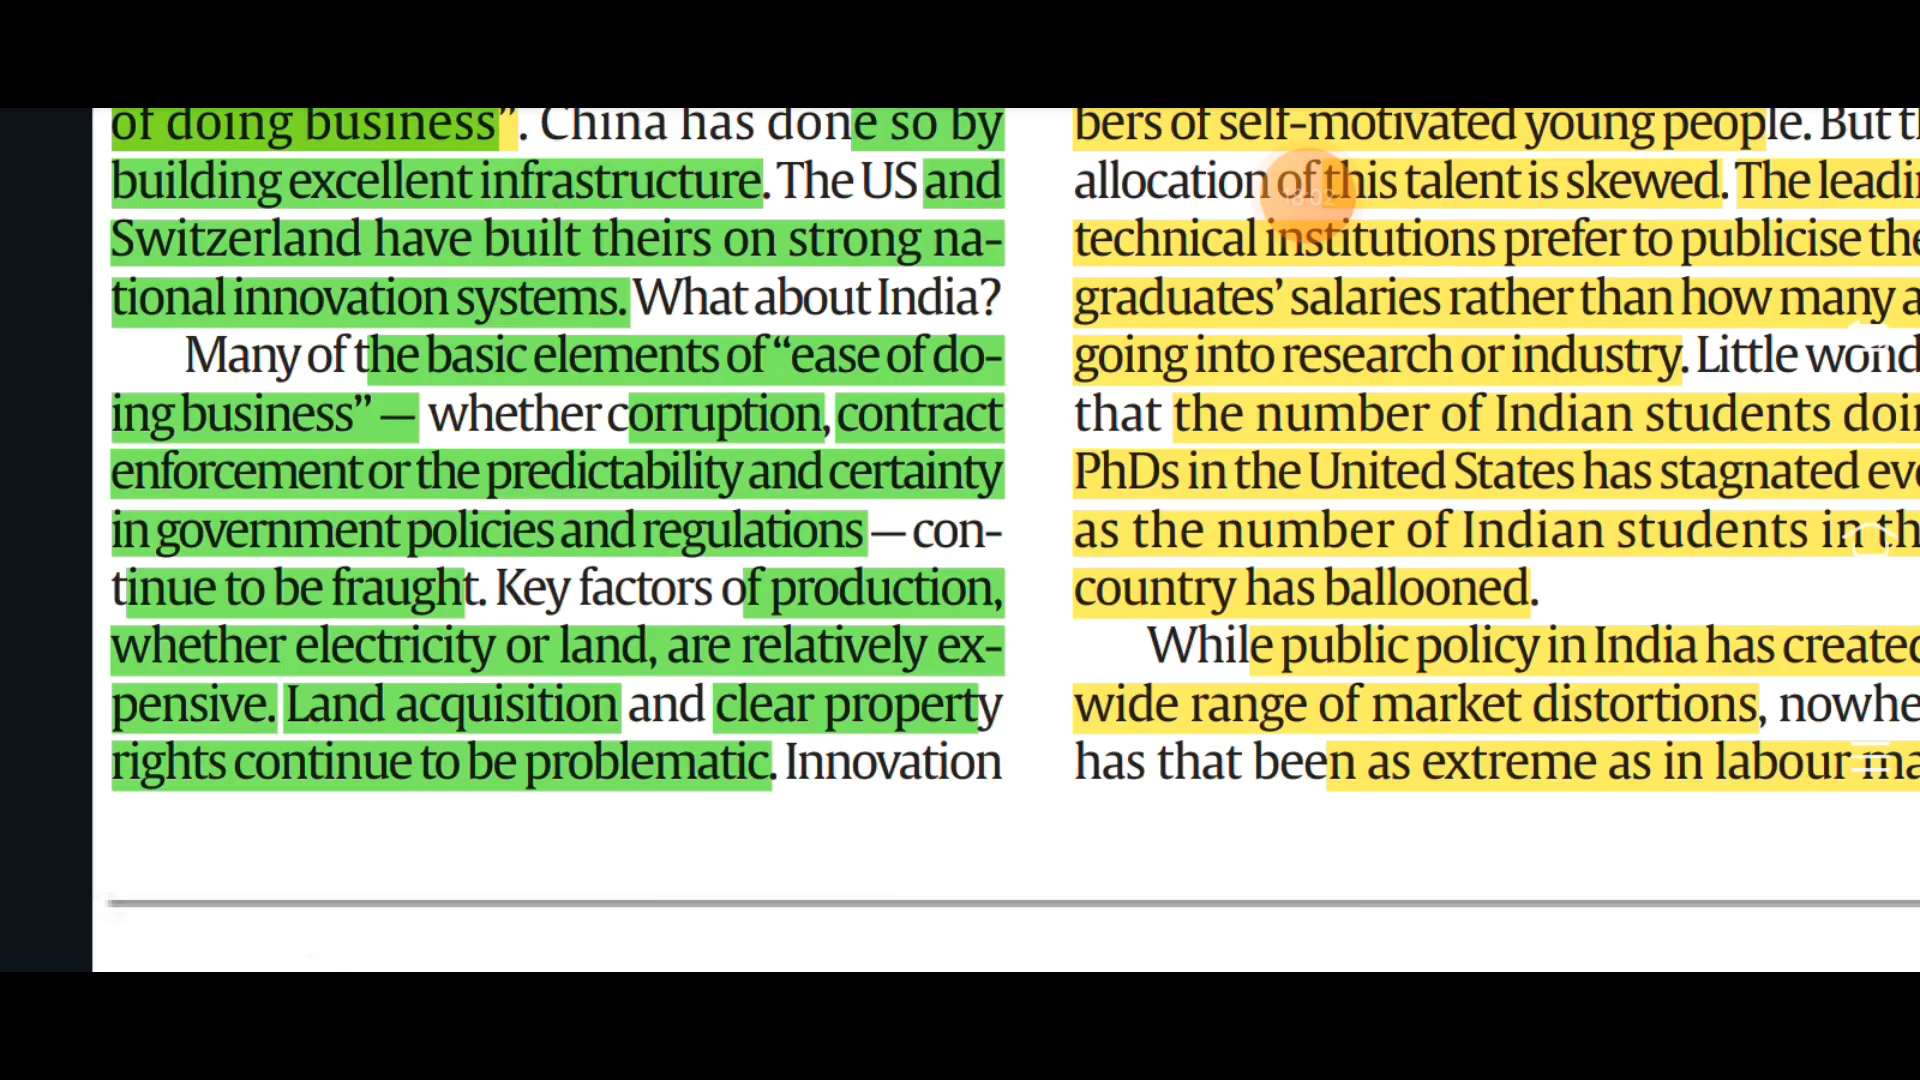 of doing business”. China has done so by
building excellent infrastructure. The US and
Switzerland have built theirs on strong na-
tional innovation systems. What about India?
Many of the basic elements of “ease of do-
ing business” — whether corruption, contract
enforcement or the predictability and certainty
in government policies and regulations — con-
tinue to be fraught. Key factors of production,
whether electricity or land, are relatively ex-
pensive. Land acquisition and clear property
rights continue to be problematic. Innovation
bers of self-motivated young people. But
allocation of this talent is skewed. The
technical institutions prefer to publicise
graduates’ salaries rather than how many
going into research or industry. Little
that the number of Indian students
PhDs in the United States has stagnated
as the number of Indian students in
country has ballooned.
While public policy in India has created
wide range of market distortions,
has that been as extreme as in labour
18:02